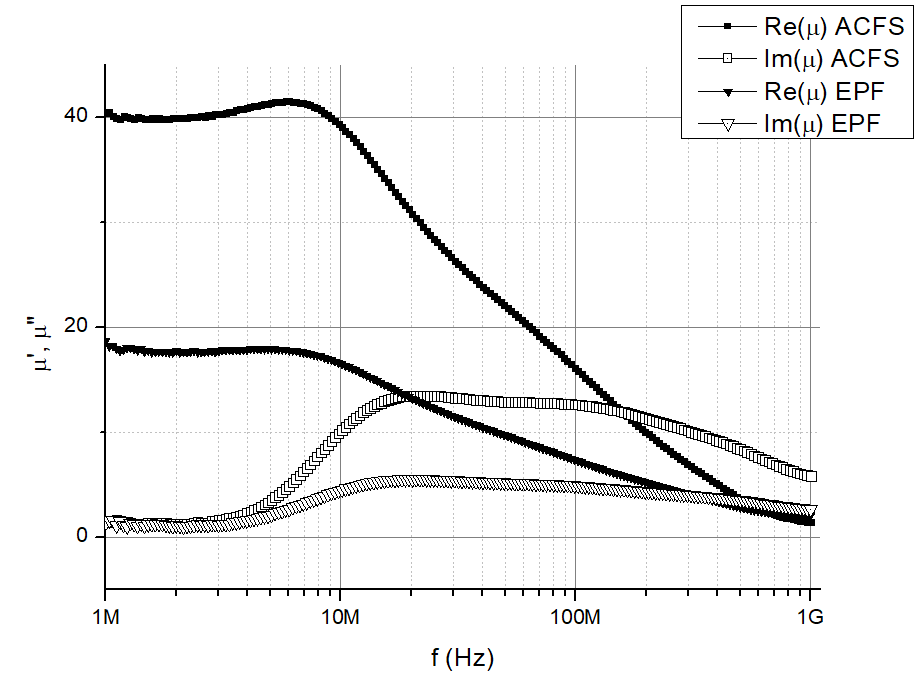 Re(μ) ACFS
Im(μ) ACFS
Re(μ) EPF
Im(μ) EPF
40
20
0
μ', μ"
1M 10M 100M 1G
f (Hz)